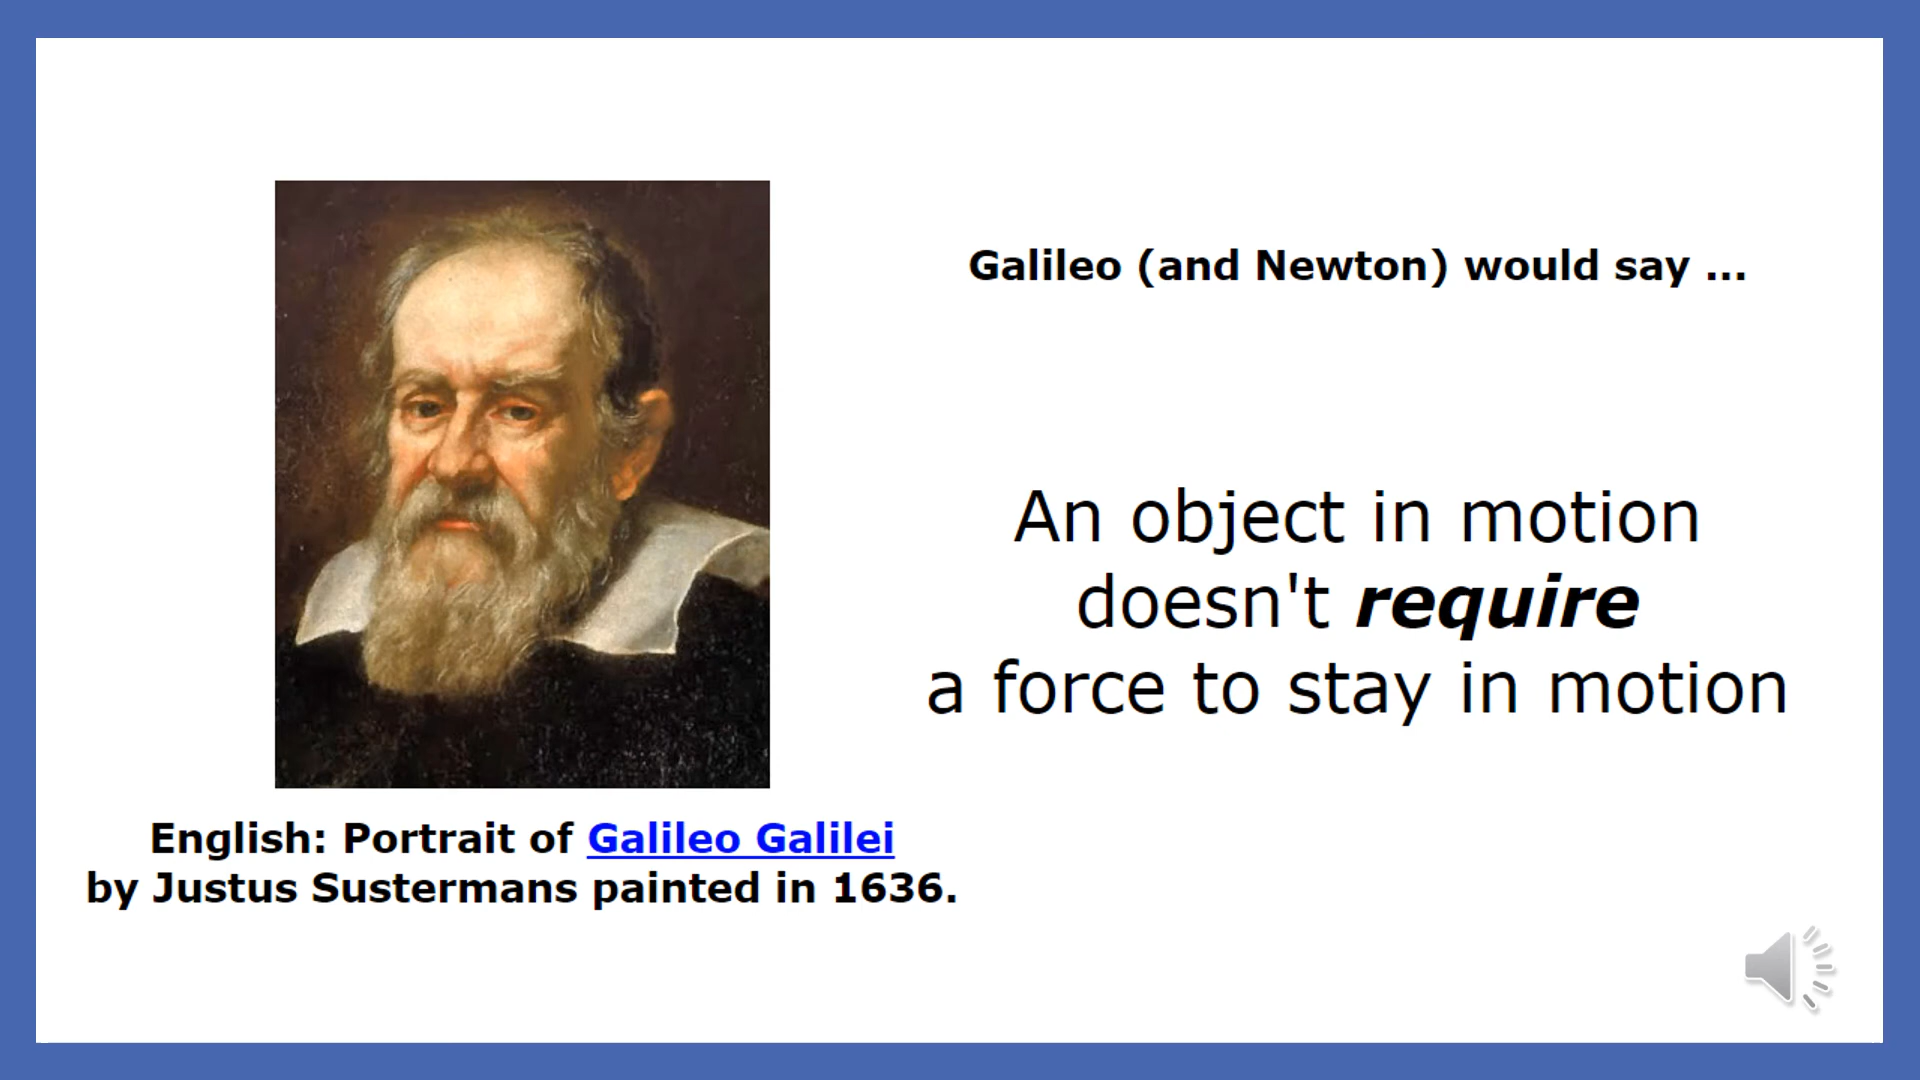 Galileo (and Newton) would say ...
An object in motion
doesn't require
a force to stay in motion
English: Portrait of Galileo Galilei
by Justus Sustermans painted in 1636.